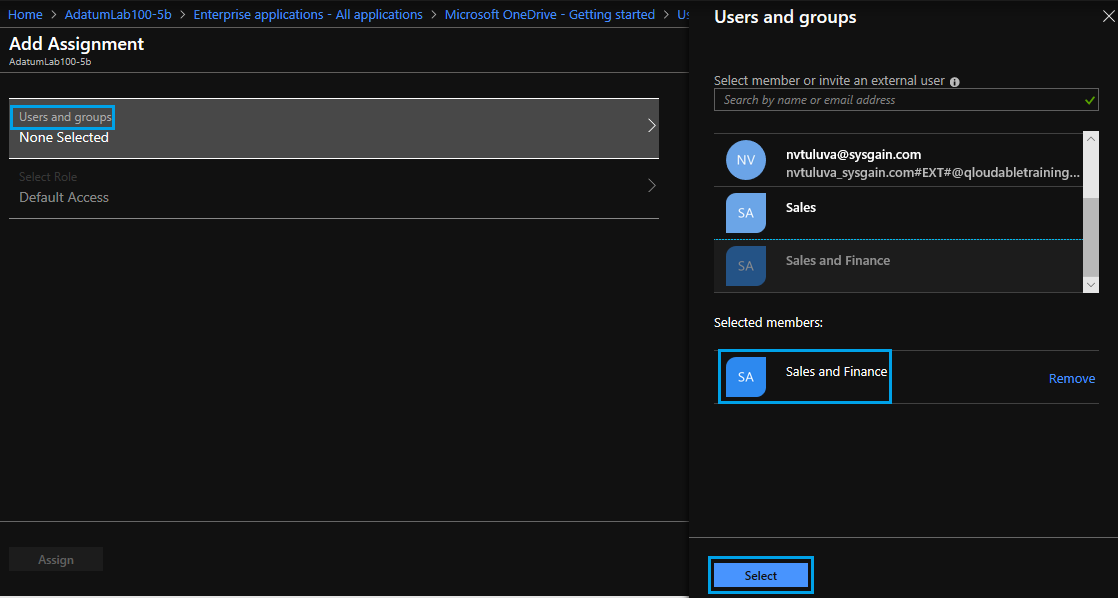 Home > AdatumLab100-5b > Enterprise applications - All applications > Microsoft OneDrive - Getting started > Us
Add Assignment
AdatumLab100-5b
Users and groups
None Selected
Select Role
Default Access
Assign
Users and groups
Select member or invite an external user
Search by name or email address
NV
nvtuluva@sysgain.com
nvtuluva_sysgain.com#EXT#@qloudabletraining...
SA
Sales
SA
Sales and Finance
Selected members:
SA
Sales and Finance
Remove
Select